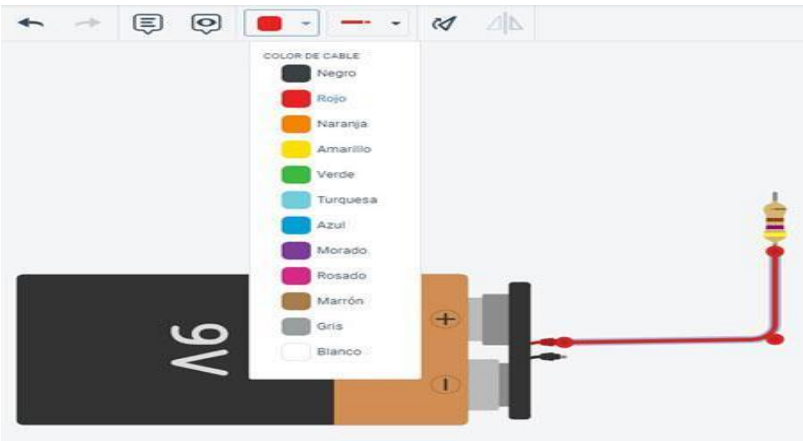 COLOR DE CABLE
Negro
Rojo
Naranja
Amarillo
Verde
Turquesa
Azul
Morado
Rosado
Marrón
Gris
Blanco
9V
+
-